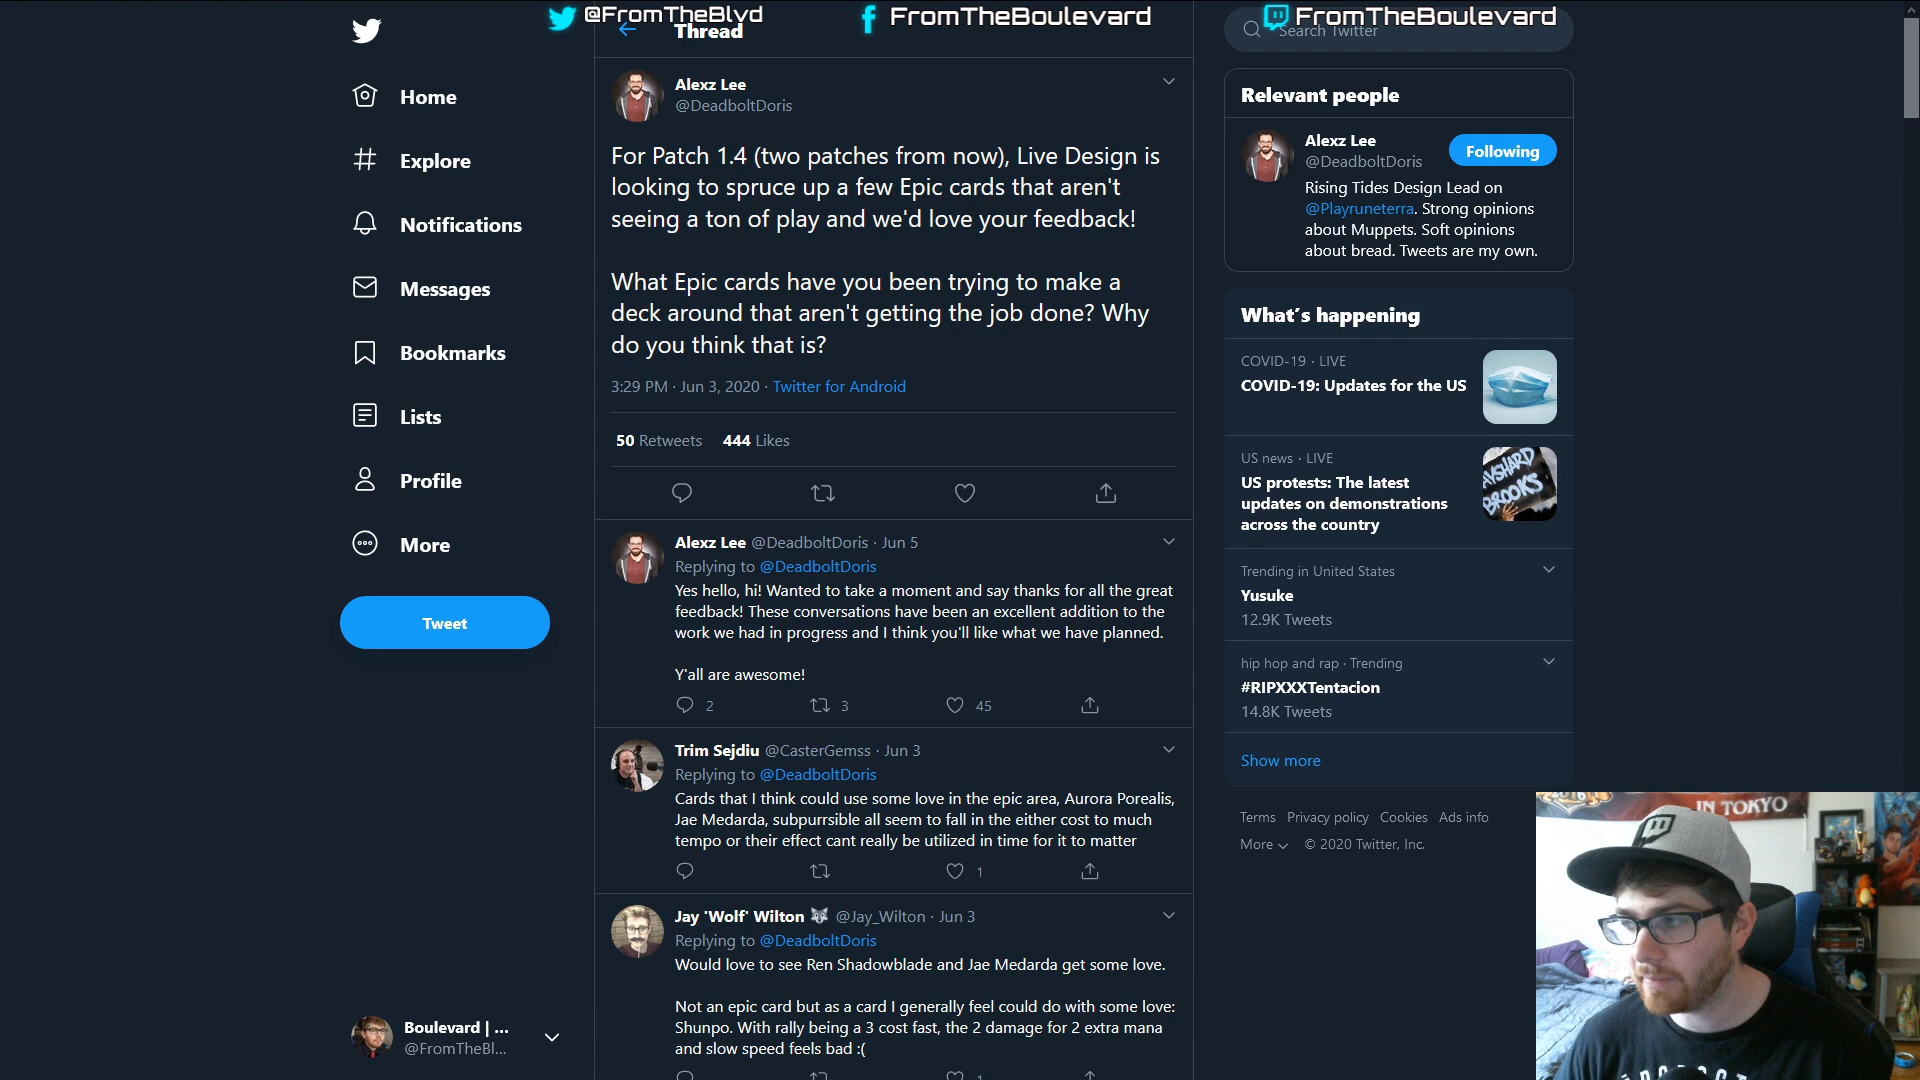 @FromTheBlvd
FromTheBoulevard
FromTheBoulevard
Thread
Search Twitter
Home
Explore
Notifications
Messages
Bookmarks
Lists
Profile
More
Tweet
Boulevard | ...
@FromTheBl...
Alexz Lee
@DeadboltDoris
For Patch 1.4 (two patches from now), Live Design is
looking to spruce up a few Epic cards that aren't
seeing a ton of play and we'd love your feedback!
What Epic cards have you been trying to make a
deck around that aren't getting the job done? Why
do you think that is?
3:29 PM · Jun 3, 2020 · Twitter for Android
50 Retweets 444 Likes
Alexz Lee @DeadboltDoris · Jun 5
Replying to @DeadboltDoris
Yes hello, hi! Wanted to take a moment and say thanks for all the great
feedback! These conversations have been an excellent addition to the
work we had in progress and I think you'll like what we have planned.
Y'all are awesome!
2 3 45
Trim Sejdiu @CasterGemss · Jun 3
Replying to @DeadboltDoris
Cards that I think could use some love in the epic area, Aurora Porealis,
Jae Medarda, subpurrsible all seem to fall in the either cost to much
tempo or their effect cant really be utilized in time for it to matter
1
Jay 'Wolf' Wilton 🐺 @Jay_Wilton · Jun 3
Replying to @DeadboltDoris
Would love to see Ren Shadowblade and Jae Medarda get some love.
Not an epic card but as a card I generally feel could do with some love:
Shunpo. With rally being a 3 cost fast, the 2 damage for 2 extra mana
and slow speed feels bad :(
1
Relevant people
Alexz Lee
@DeadboltDoris
Following
Rising Tides Design Lead on
@Playruneterra. Strong opinions
about Muppets. Soft opinions
about bread. Tweets are my own.
What's happening
COVID-19 · LIVE
COVID-19: Updates for the US
US news · LIVE
US protests: The latest
updates on demonstrations
across the country
AYSHARD
BROOKS
Trending in United States
Yusuke
12.9K Tweets
hip hop and rap · Trending
#RIPXXXTentacion
14.8K Tweets
Show more
Terms Privacy policy Cookies Ads info
More © 2020 Twitter, Inc.
2016
IN TOKYO